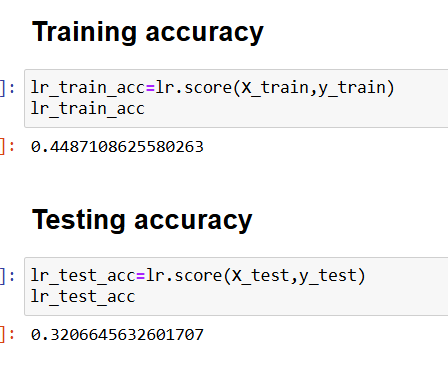 Training accuracy
]: lr_train_acc=lr.score(X_train,y_train)
lr_train_acc
]: 0.4487108625580263
Testing accuracy
]: lr_test_acc=lr.score(X_test,y_test)
lr_test_acc
]: 0.3206645632601707